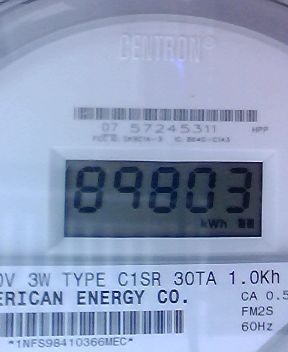 CENTRON®
07 57245311 HPP
89803
kWh
0V 3W TYPE C1SR 30TA 1.0Kh
ERICAN ENERGY CO. CA 0.5
FM2S
60Hz
*1NFS98410366MEC*